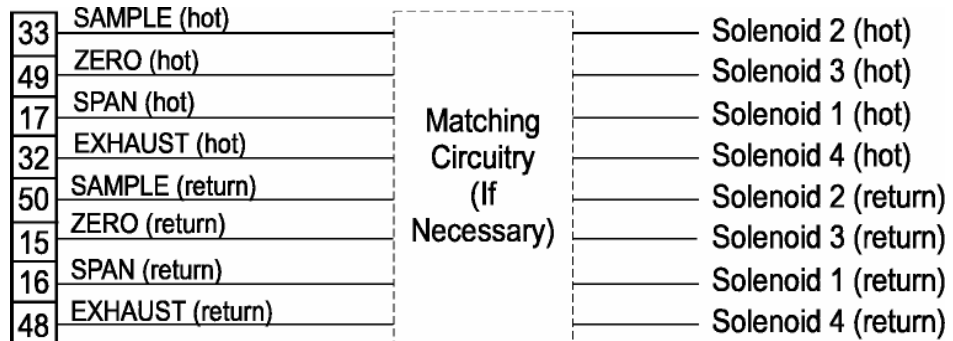 33 SAMPLE (hot) Solenoid 2 (hot)
49 ZERO (hot) Solenoid 3 (hot)
17 SPAN (hot) Solenoid 1 (hot)
32 EXHAUST (hot) Solenoid 4 (hot)
50 SAMPLE (return) Solenoid 2 (return)
15 ZERO (return) Solenoid 3 (return)
16 SPAN (return) Solenoid 1 (return)
48 EXHAUST (return) Solenoid 4 (return)
Matching
Circuitry
(If
Necessary)